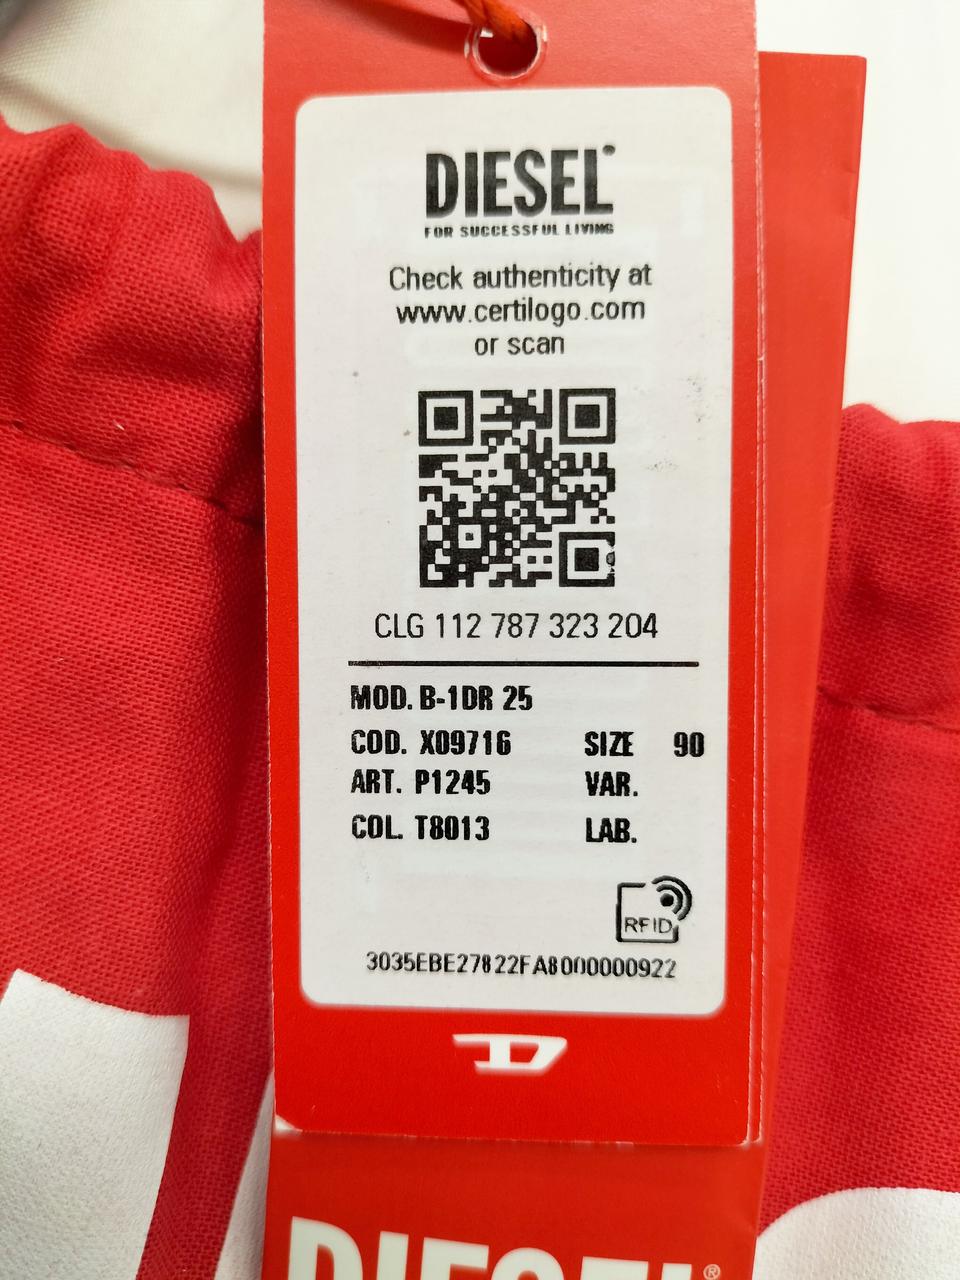 DIESEL
FOR SUCCESSFUL LIVING
Check authenticity at
www.certilogo.com
or scan
CLG 112 787 323 204
MOD. B-1DR 25
COD. X09716 SIZE 90
ART. P1245 VAR.
COL. T8013 LAB.
RFID
3035EBE27822FA8000000922
D
DIESEL®